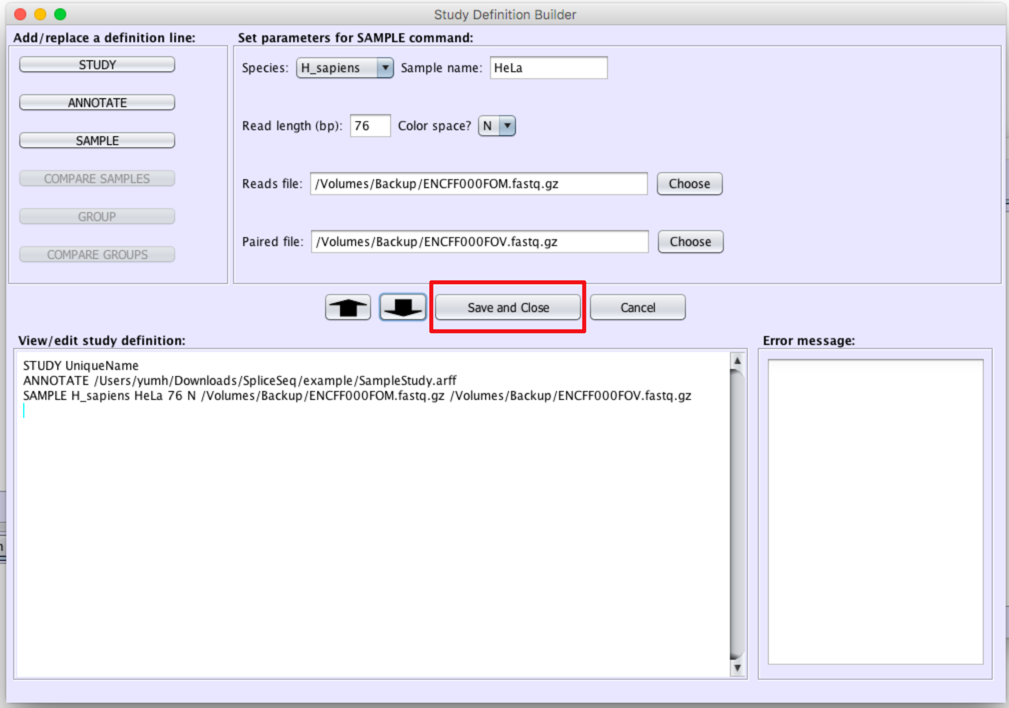 Study Definition Builder
Add/replace a definition line:
STUDY
ANNOTATE
SAMPLE
COMPARE SAMPLES
GROUP
COMPARE GROUPS
Set parameters for SAMPLE command:
Species: H_sapiens Sample name: HeLa
Read length (bp): 76 Color space? N
Reads file: /Volumes/Backup/ENCFF000FOM.fastq.gz Choose
Paired file: /Volumes/Backup/ENCFF000FOV.fastq.gz Choose
Save and Close Cancel
View/edit study definition:
STUDY UniqueName
ANNOTATE /Users/yumh/Downloads/SpliceSeq/example/SampleStudy.arff
SAMPLE H_sapiens HeLa 76 N /Volumes/Backup/ENCFF000FOM.fastq.gz /Volumes/Backup/ENCFF000FOV.fastq.gz
Error message: